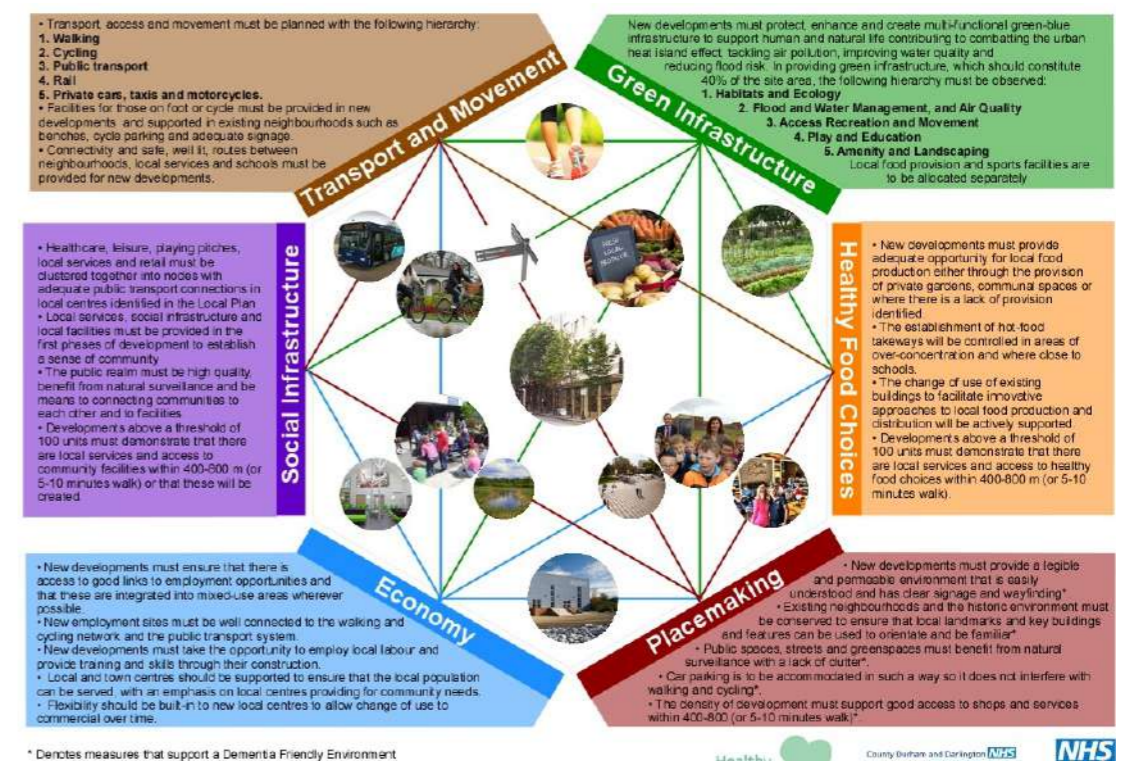 • Transport, access and movement must be planned with the following hierarchy:
1. Walking
2. Cycling
3. Public transport
4. Rail
5. Private cars, taxis and motorcycles.
• Facilities for those on foot or cycle must be provided in new
developments and supported in existing neighbourhoods such as
benches, cycle parking and adequate signage.
• Connectivity and safe, well lit, routes between
neighbourhoods, local services and schools must be
provided for new developments.
Transport and Movement
New developments must protect, enhance and create multi-functional green-blue
infrastructure to support human and natural life contributing to combatting the urban
heat island effect, tackling air pollution, improving water quality and
reducing flood risk. In providing green infrastructure, which should constitute
40% of the site area, the following hierarchy must be observed:
1. Habitats and Ecology
2. Flood and Water Management, and Air Quality
3. Access Recreation and Movement
4. Play and Education
5. Amenity and Landscaping
Local food provision and sports facilities are
to be allocated separately
Green Infrastructure
• Healthcare, leisure, playing pitches,
local services and retail must be
clustered together into nodes with
adequate public transport connections in
local centres identified in the Local Plan
• Local services, social infrastructure and
local facilities must be provided in the
first phases of development to establish
a sense of community
• The public realm must be high quality,
benefit from natural surveillance and be
means to connecting communities to
each other and to facilities.
• Developments above a threshold of
100 units must demonstrate that there
are local services and access to
community facilities within 400-800 m (or
5-10 minutes walk) or that these will be
created.
Social Infrastructure
Healthy Food Choices
• New developments must provide
adequate opportunity for local food
production either through the provision
of private gardens, communal spaces or
where there is a lack of provision
identified.
• The establishment of hot-food
takeways will be controlled in areas of
over-concentration and where close to
schools.
• The change of use of existing
buildings to facilitate innovative
approaches to local food production and
distribution will be actively supported.
• Developments above a threshold of
100 units must demonstrate that there
are local services and access to healthy
food choices within 400-800 m (or 5-10
minutes walk).
• New developments must ensure that there is
access to good links to employment opportunities and
that these are integrated into mixed-use areas wherever
possible.
• New employment sites must be well connected to the walking and
cycling network and the public transport system.
• New developments must take the opportunity to employ local labour and
provide training and skills through their construction.
• Local and town centres should be supported to ensure that the local population
can be served, with an emphasis on local centres providing for community needs.
• Flexibility should be built-in to new local centres to allow change of use to
commercial over time.
Economy
Placemaking
• New developments must provide a legible
and permeable environment that is easily
understood and has clear signage and wayfinding*
• Existing neighbourhoods and the historic environment must
be conserved to ensure that local landmarks and key buildings
and features can be used to orientate and be familiar*
• Public spaces, streets and greenspaces must benefit from natural
surveillance with a lack of clutter*.
• Car parking is to be accommodated in such a way so it does not interfere with
walking and cycling*.
• The density of development must support good access to shops and services
within 400-800 (or 5-10 minutes walk)*.
* Denotes measures that support a Dementia Friendly Environment
Healthy
County Durham and Darlington NHS
NHS